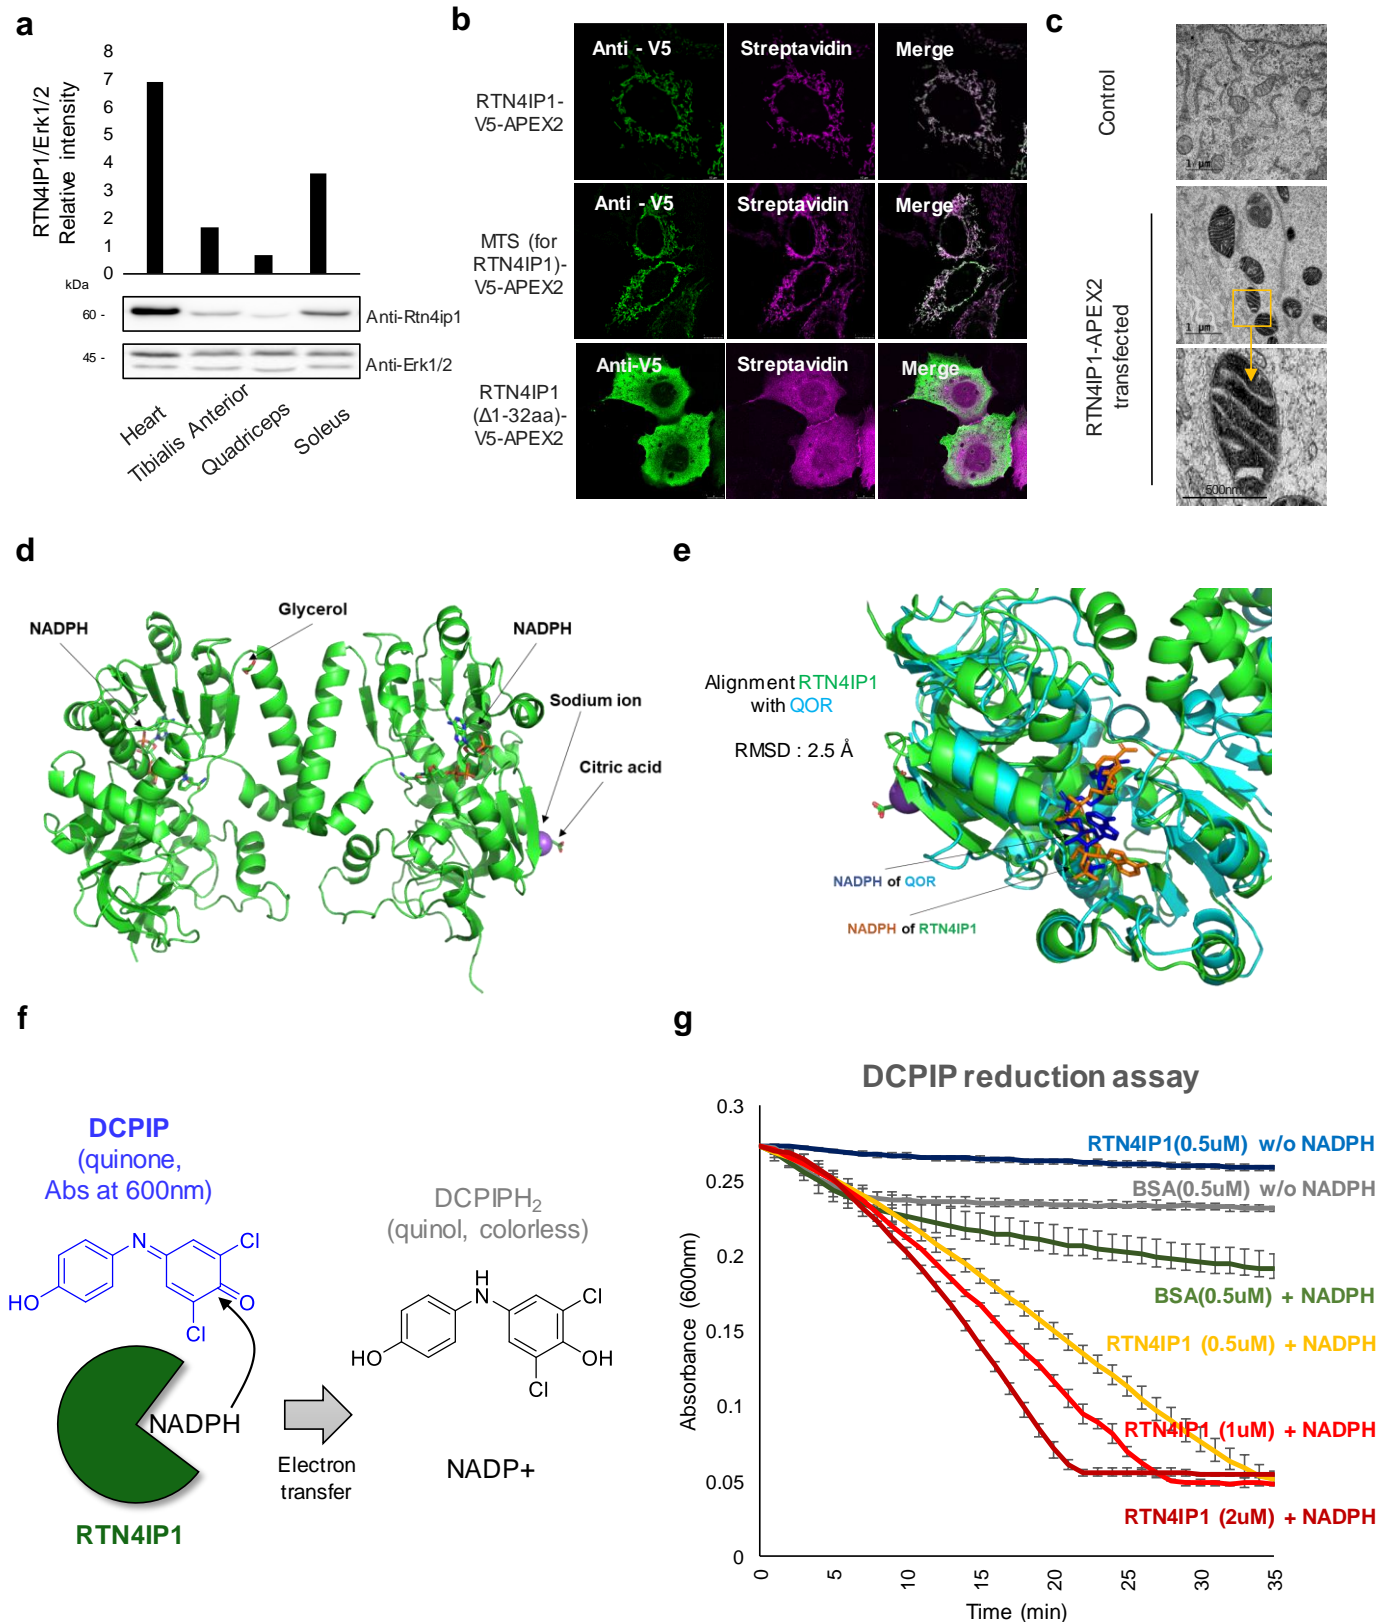 a
8
7
6
5
4
3
2
1
0
RTN4IP1/Erk1/2
Relative intensity
kDa
60 -
Anti-Rtn4ip1
45 -
Anti-Erk1/2
Heart
Tibialis Anterior
Quadriceps
Soleus
b
Anti - V5
Streptavidin
Merge
RTN4IP1-
V5-APEX2
Anti - V5
Streptavidin
Merge
MTS (for
RTN4IP1)-
V5-APEX2
Anti-V5
Streptavidin
Merge
RTN4IP1
(Δ1-32aa)-
V5-APEX2
c
Control
1 µm
RTN4IP1-APEX2
transfected
1 µm
500nm
d
NADPH
Glycerol
NADPH
Sodium ion
Citric acid
e
Alignment RTN4IP1
with QOR
RMSD : 2.5 Å
NADPH of QOR
NADPH of RTN4IP1
f
DCPIP
(quinone,
Abs at 600nm)
N
Cl
HO
O
Cl
DCPIPH₂
(quinol, colorless)
H
N
Cl
HO
OH
Cl
NADPH
Electron
transfer
NADP+
RTN4IP1
g
DCPIP reduction assay
0.3
0.25
0.2
0.15
0.1
0.05
0
Absorbance (600nm)
RTN4IP1(0.5uM) w/o NADPH
BSA(0.5uM) w/o NADPH
BSA(0.5uM) + NADPH
RTN4IP1 (0.5uM) + NADPH
RTN4IP1 (1uM) + NADPH
RTN4IP1 (2uM) + NADPH
0
5
10
15
20
25
30
35
Time (min)